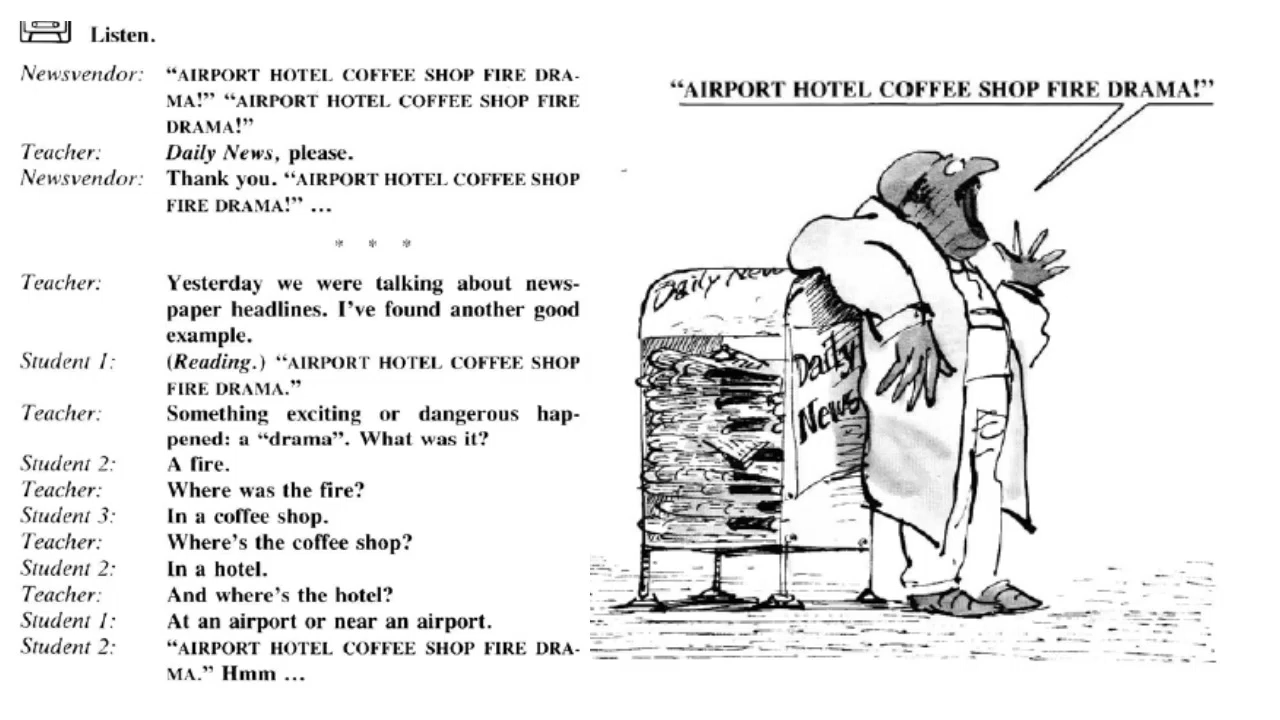 Listen.
Newsvendor: “AIRPORT HOTEL COFFEE SHOP FIRE DRA-
MA!” “AIRPORT HOTEL COFFEE SHOP FIRE
DRAMA!”
Teacher: Daily News, please.
Newsvendor: Thank you. “AIRPORT HOTEL COFFEE SHOP
FIRE DRAMA!” ...
* * *
Teacher: Yesterday we were talking about news-
paper headlines. I’ve found another good
example.
Student 1: (Reading.) “AIRPORT HOTEL COFFEE SHOP
FIRE DRAMA.”
Teacher: Something exciting or dangerous hap-
pened: a “drama”. What was it?
Student 2: A fire.
Teacher: Where was the fire?
Student 3: In a coffee shop.
Teacher: Where’s the coffee shop?
Student 2: In a hotel.
Teacher: And where’s the hotel?
Student 1: At an airport or near an airport.
Student 2: “AIRPORT HOTEL COFFEE SHOP FIRE DRA-
MA.” Hmm ...
“AIRPORT HOTEL COFFEE SHOP FIRE DRAMA!”
Daily News
Daily
News